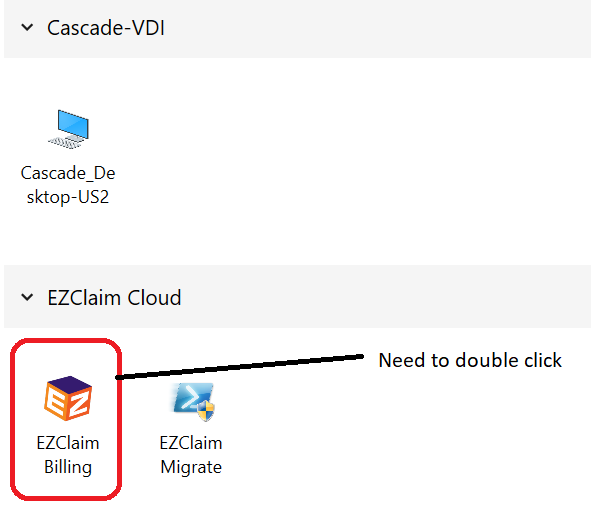 Cascade-VDI
Cascade_De
sktop-US2
EZClaim Cloud
Need to double click
EZ
EZClaim
Billing
EZClaim
Migrate